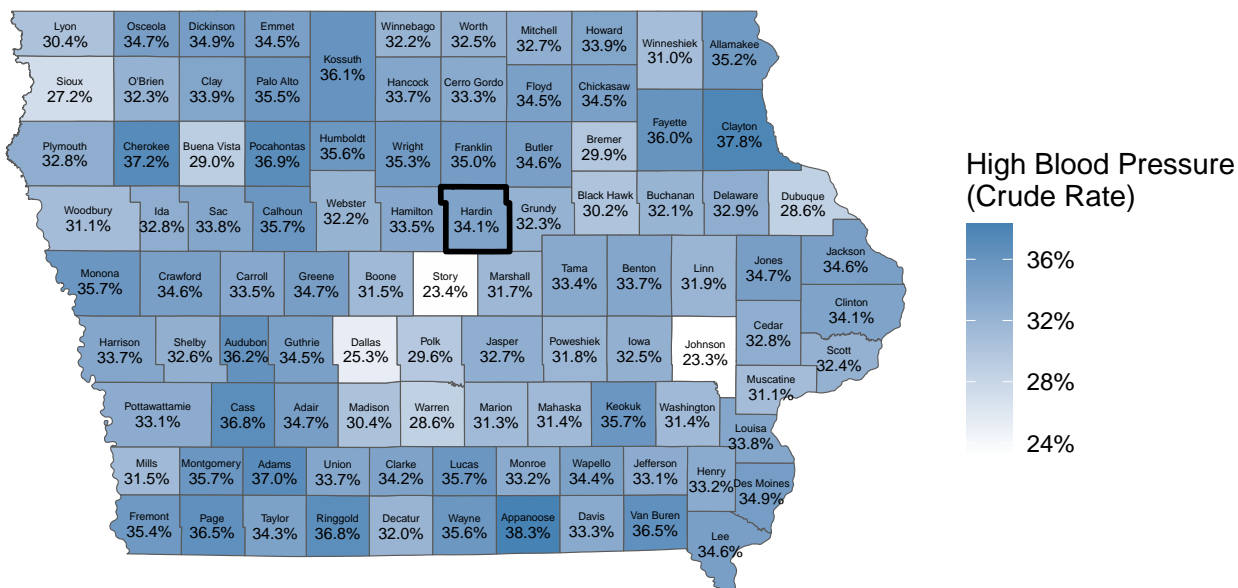 Lyon
30.4%
Osceola
34.7%
Dickinson
34.9%
Emmet
34.5%
Kossuth
36.1%
Winnebago
32.2%
Worth
32.5%
Mitchell
32.7%
Howard
33.9%
Winneshiek
31.0%
Allamakee
35.2%
Sioux
27.2%
O'Brien
32.3%
Clay
33.9%
Palo Alto
35.5%
Hancock
33.7%
Cerro Gordo
33.3%
Floyd
34.5%
Chickasaw
34.5%
Fayette
36.0%
Clayton
37.8%
Plymouth
32.8%
Cherokee
37.2%
Buena Vista
29.0%
Pocahontas
36.9%
Humboldt
35.6%
Wright
35.3%
Franklin
35.0%
Butler
34.6%
Bremer
29.9%
Woodbury
31.1%
Ida
32.8%
Sac
33.8%
Calhoun
35.7%
Webster
32.2%
Hamilton
33.5%
Hardin
34.1%
Grundy
32.3%
Black Hawk
30.2%
Buchanan
32.1%
Delaware
32.9%
Dubuque
28.6%
Monona
35.7%
Crawford
34.6%
Carroll
33.5%
Greene
34.7%
Boone
31.5%
Story
23.4%
Marshall
31.7%
Tama
33.4%
Benton
33.7%
Linn
31.9%
Jones
34.7%
Jackson
34.6%
Clinton
34.1%
Harrison
33.7%
Shelby
32.6%
Audubon
36.2%
Guthrie
34.5%
Dallas
25.3%
Polk
29.6%
Jasper
32.7%
Poweshiek
31.8%
Iowa
32.5%
Johnson
23.3%
Cedar
32.8%
Scott
32.4%
Muscatine
31.1%
Pottawattamie
33.1%
Cass
36.8%
Adair
34.7%
Madison
30.4%
Warren
28.6%
Marion
31.3%
Mahaska
31.4%
Keokuk
35.7%
Washington
31.4%
Louisa
33.8%
Mills
31.5%
Montgomery
35.7%
Adams
37.0%
Union
33.7%
Clarke
34.2%
Lucas
35.7%
Monroe
33.2%
Wapello
34.4%
Jefferson
33.1%
Henry
33.2%
Des Moines
34.9%
Fremont
35.4%
Page
36.5%
Taylor
34.3%
Ringgold
36.8%
Decatur
32.0%
Wayne
35.6%
Appanoose
38.3%
Davis
33.3%
Van Buren
36.5%
Lee
34.6%
High Blood Pressure
(Crude Rate)
36%
32%
28%
24%